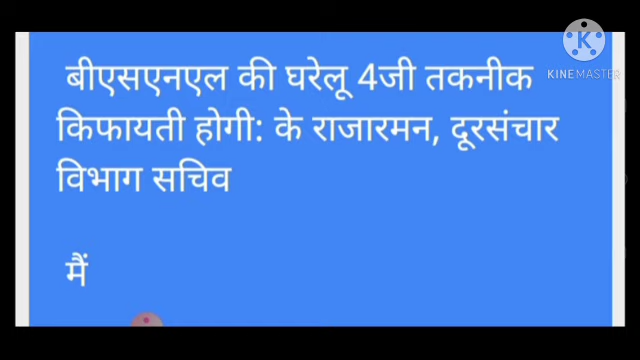 बीएसएनएल की घरेलू 4जी तकनीक
किफायती होगी: के राजारमन, दूरसंचार
विभाग सचिव
मैं
K
KINEMASTER